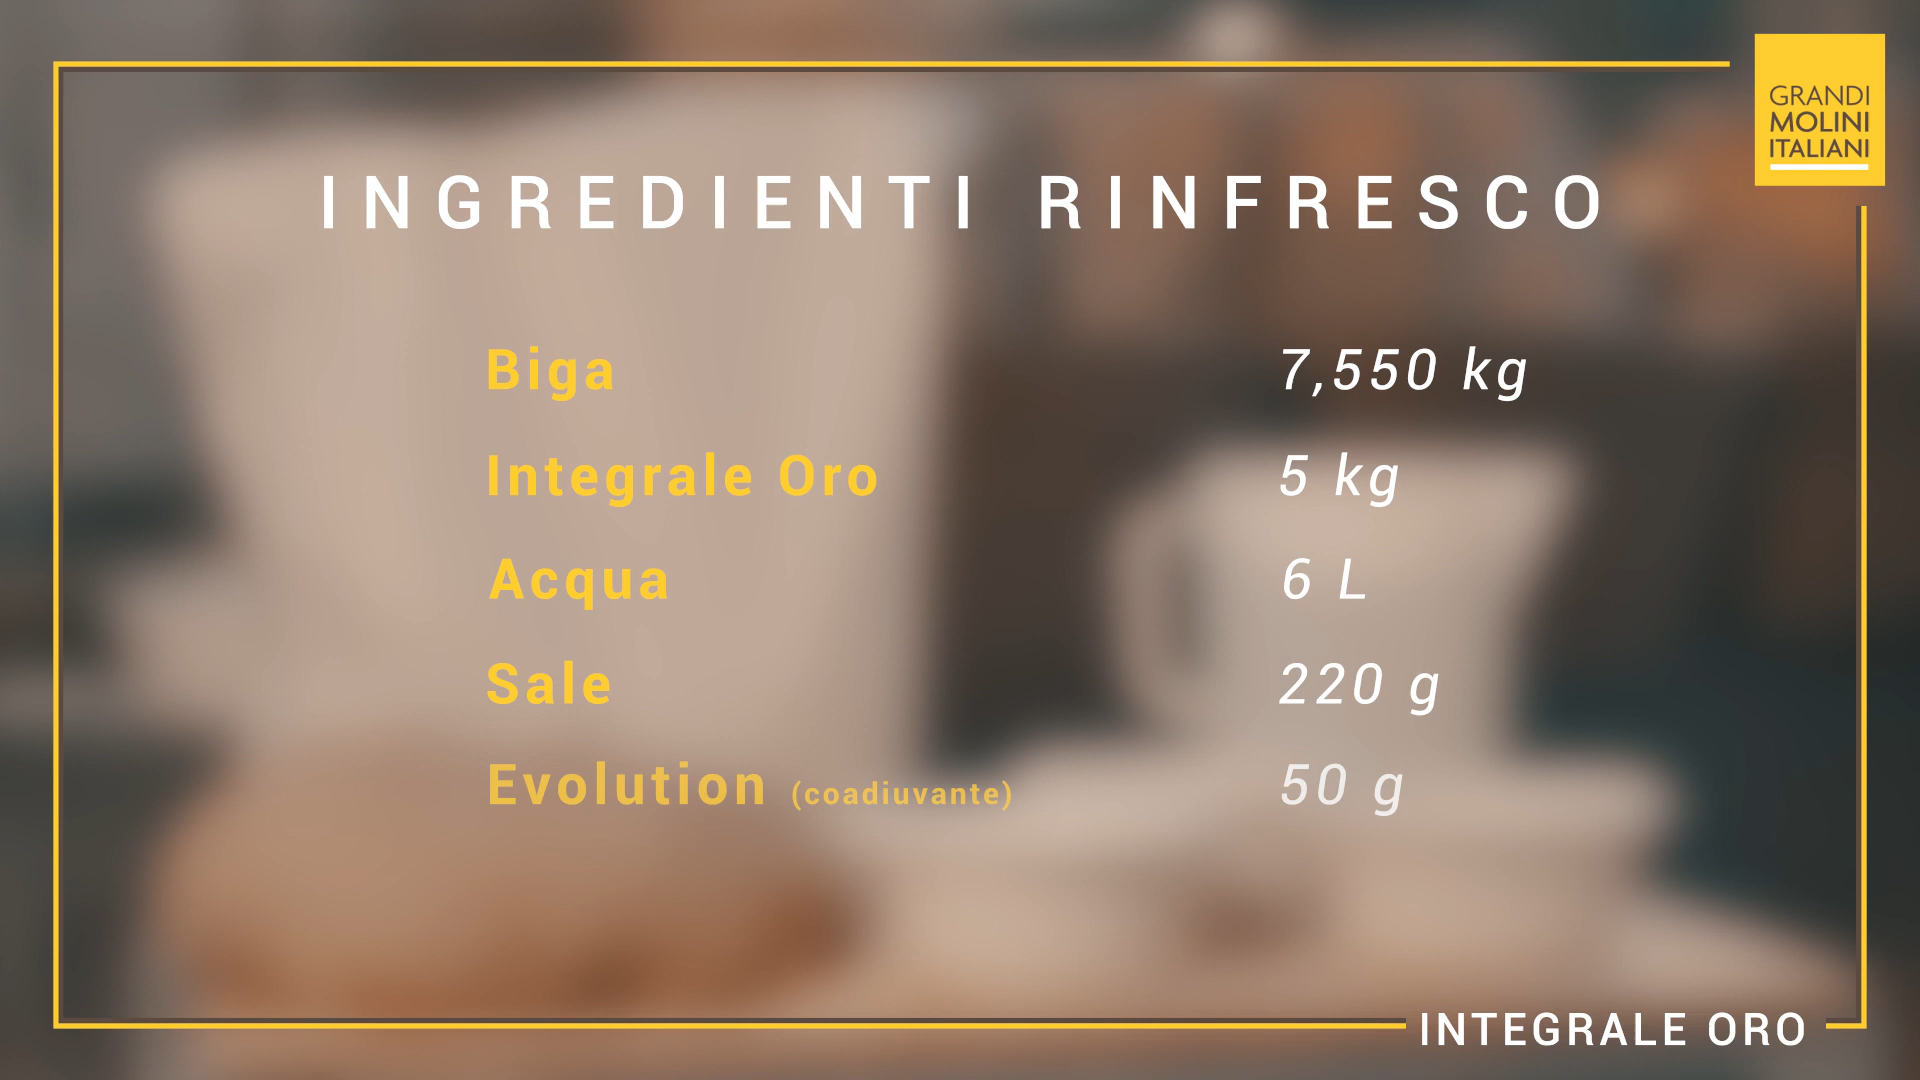 GRANDI
MOLINI
ITALIANI
INGREDIENTI RINFRESCO
Biga 7,550 kg
Integrale Oro 5 kg
Acqua 6 L
Sale 220 g
Evolution (coadiuvante) 50 g
INTEGRALE ORO